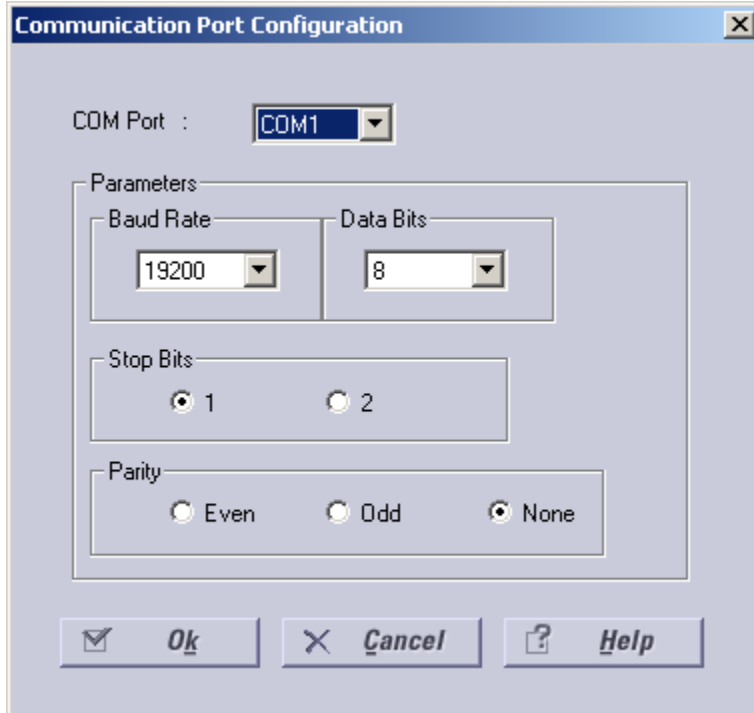 Communication Port Configuration
COM Port : COM1
Parameters
Baud Rate Data Bits
19200 8
Stop Bits
1 2
Parity
Even Odd None
Ok Cancel Help